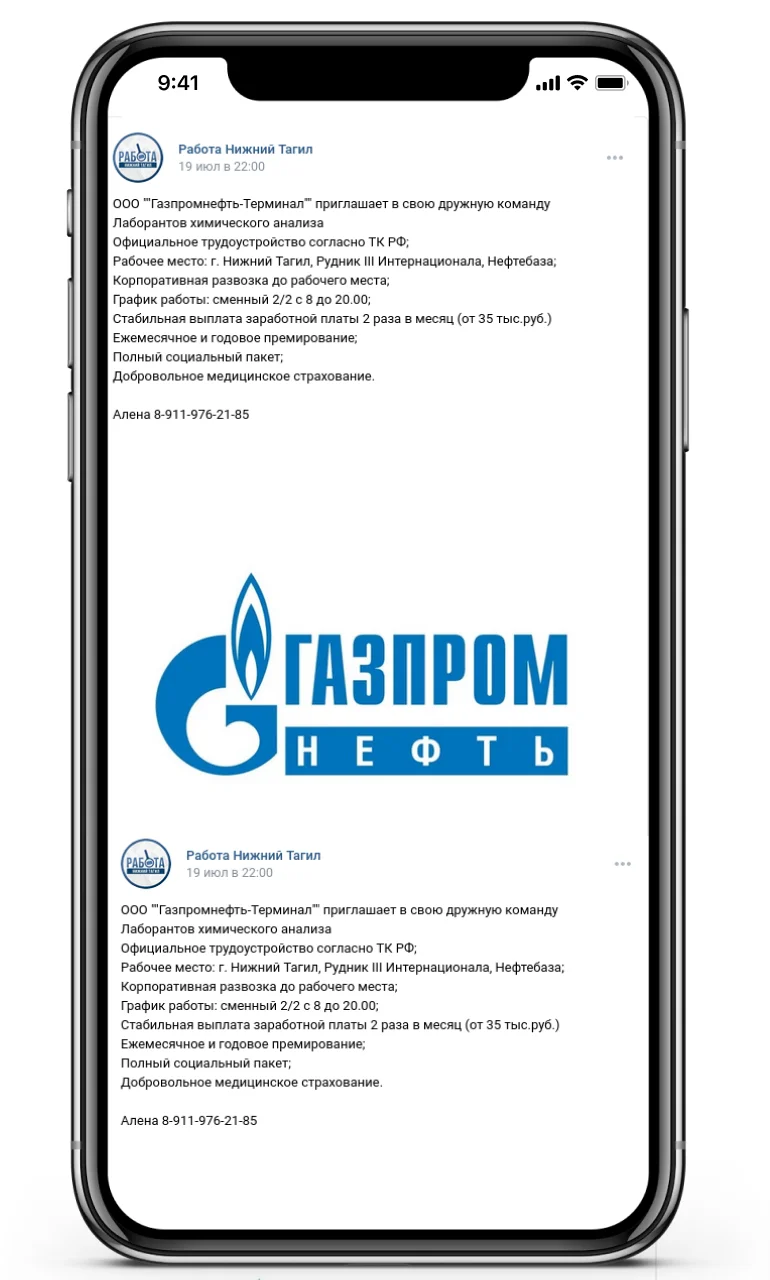 9:41
РАБОТА
НИЖНИЙ ТАГИЛ
Работа Нижний Тагил
19 июл в 22:00
ООО ""Газпромнефть-Терминал"" приглашает в свою дружную команду
Лаборантов химического анализа
Официальное трудоустройство согласно ТК РФ;
Рабочее место: г. Нижний Тагил, Рудник III Интернационала, Нефтебаза;
Корпоративная развозка до рабочего места;
График работы: сменный 2/2 с 8 до 20.00;
Стабильная выплата заработной платы 2 раза в месяц (от 35 тыс.руб.)
Ежемесячное и годовое премирование;
Полный социальный пакет;
Добровольное медицинское страхование.
Алена 8-911-976-21-85
ГАЗПРОМ
НЕФТЬ
РАБОТА
НИЖНИЙ ТАГИЛ
Работа Нижний Тагил
19 июл в 22:00
ООО ""Газпромнефть-Терминал"" приглашает в свою дружную команду
Лаборантов химического анализа
Официальное трудоустройство согласно ТК РФ;
Рабочее место: г. Нижний Тагил, Рудник III Интернационала, Нефтебаза;
Корпоративная развозка до рабочего места;
График работы: сменный 2/2 с 8 до 20.00;
Стабильная выплата заработной платы 2 раза в месяц (от 35 тыс.руб.)
Ежемесячное и годовое премирование;
Полный социальный пакет;
Добровольное медицинское страхование.
Алена 8-911-976-21-85